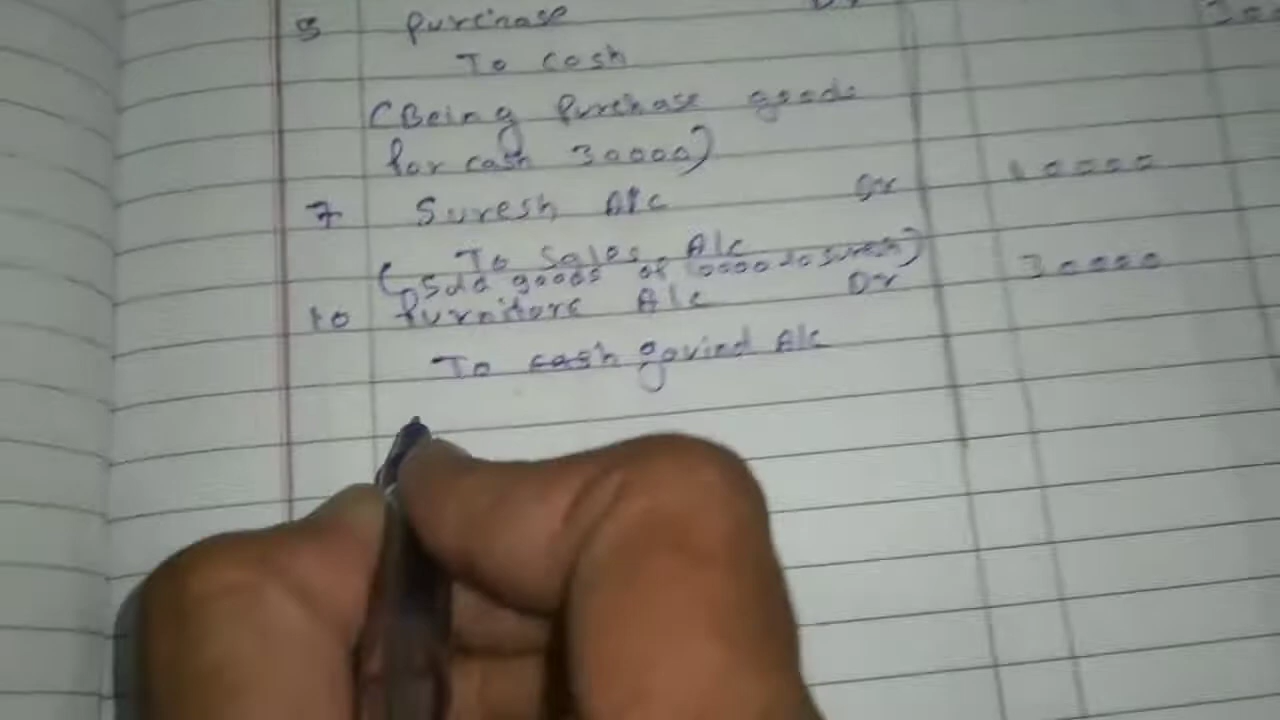 5 Purchase Dr
To cash
(Being Purchase goods
for cash 30000)
7 Suresh A/c Dr 10000
To Sales A/c
(Sold goods of 10000 to suresh)
10 furniture A/c Dr 30000
To cash govind A/c